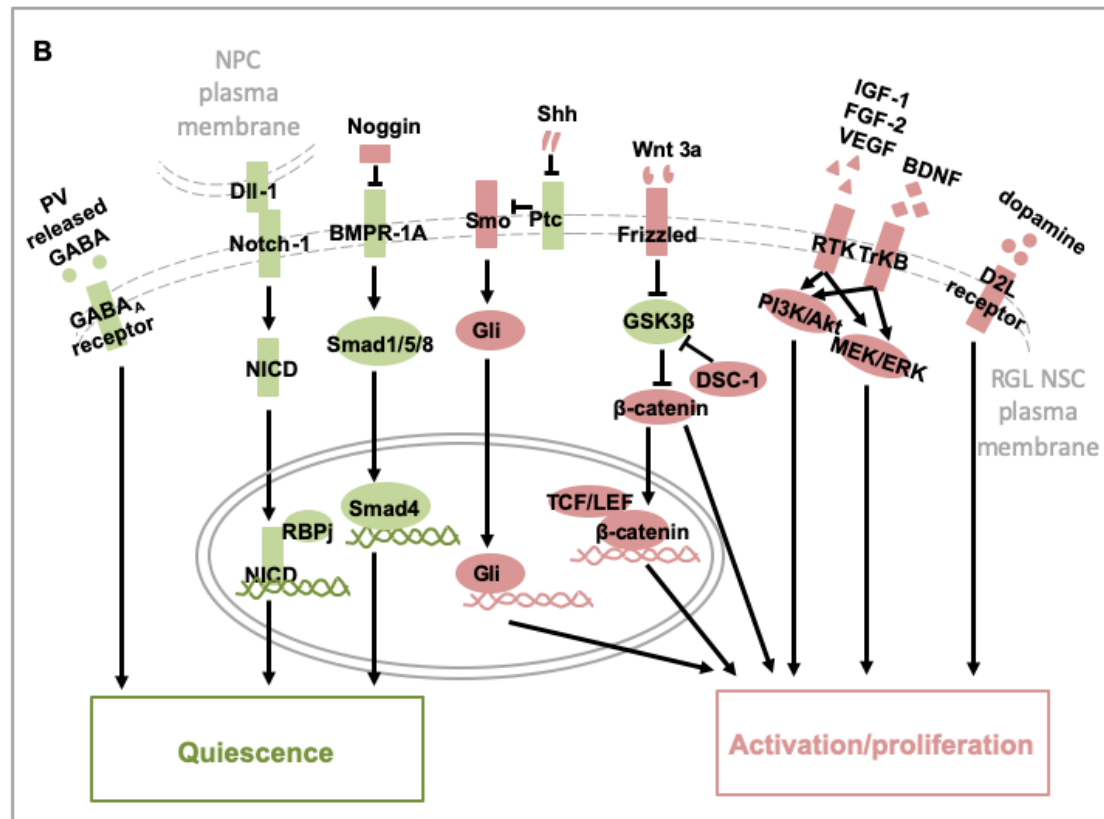 B
NPC
plasma
membrane
Noggin
Shh
Wnt 3a
IGF-1
FGF-2
VEGF
BDNF
dopamine
PV
released
GABA
Dll-1
Notch-1
BMPR-1A
Smo
Ptc
Frizzled
RTK
TrKB
D2L
receptor
GABAA
receptor
NICD
Smad1/5/8
Gli
GSK3β
DSC-1
β-catenin
PI3K/Akt
MEK/ERK
RGL NSC
plasma
membrane
RBPj
NICD
Smad4
Gli
TCF/LEF
β-catenin
Quiescence
Activation/proliferation